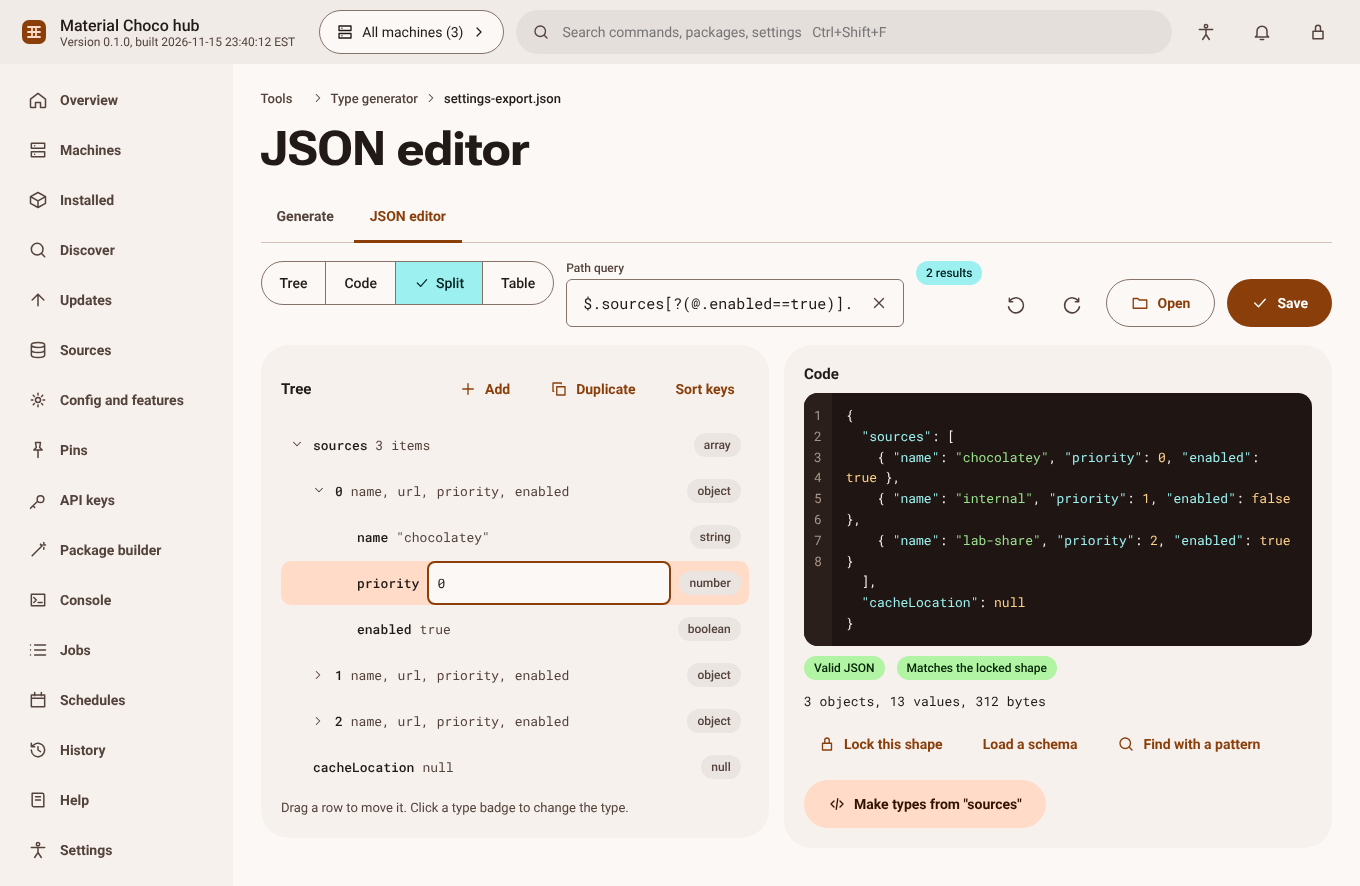 Material Choco hub
Version 0.1.0, built 2026-11-15 23:40:12 EST
All machines (3)
Search commands, packages, settings Ctrl+Shift+F
Overview
Machines
Installed
Discover
Updates
Sources
Config and features
Pins
API keys
Package builder
Console
Jobs
Schedules
History
Help
Settings
Tools
Type generator
settings-export.json
JSON editor
Generate
JSON editor
Tree
Code
Split
Table
Path query
$.sources[?(@.enabled==true)].
2 results
Open
Save
Tree
Add
Duplicate
Sort keys
sources 3 items
array
0 name, url, priority, enabled
object
name "chocolatey"
string
priority 0
number
enabled true
boolean
1 name, url, priority, enabled
object
2 name, url, priority, enabled
object
cacheLocation null
null
Drag a row to move it. Click a type badge to change the type.
Code
1 {
2 "sources": [
3 { "name": "chocolatey", "priority": 0, "enabled":
4 true },
5 { "name": "internal", "priority": 1, "enabled": false
6 },
7 { "name": "lab-share", "priority": 2, "enabled": true
8 }
],
"cacheLocation": null
}
Valid JSON
Matches the locked shape
3 objects, 13 values, 312 bytes
Lock this shape
Load a schema
Find with a pattern
Make types from "sources"